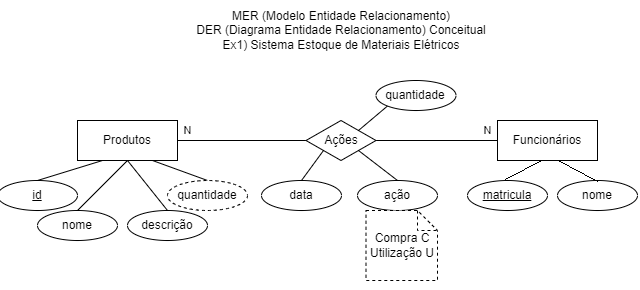 MER (Modelo Entidade Relacionamento)
DER (Diagrama Entidade Relacionamento) Conceitual
Ex1) Sistema Estoque de Materiais Elétricos
quantidade
Produtos
N
Ações
N
Funcionários
id
quantidade
data
ação
matricula
nome
nome
descrição
Compra C
Utilização U